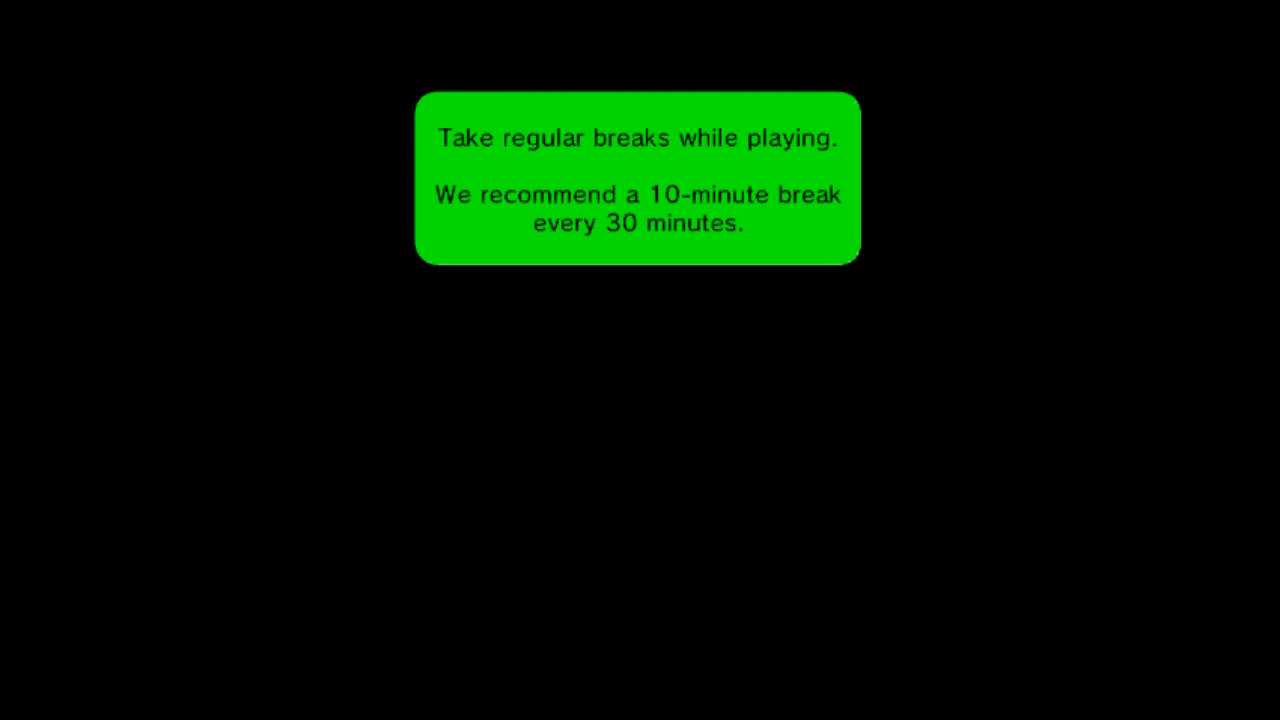 Take regular breaks while playing.
We recommend a 10-minute break
every 30 minutes.